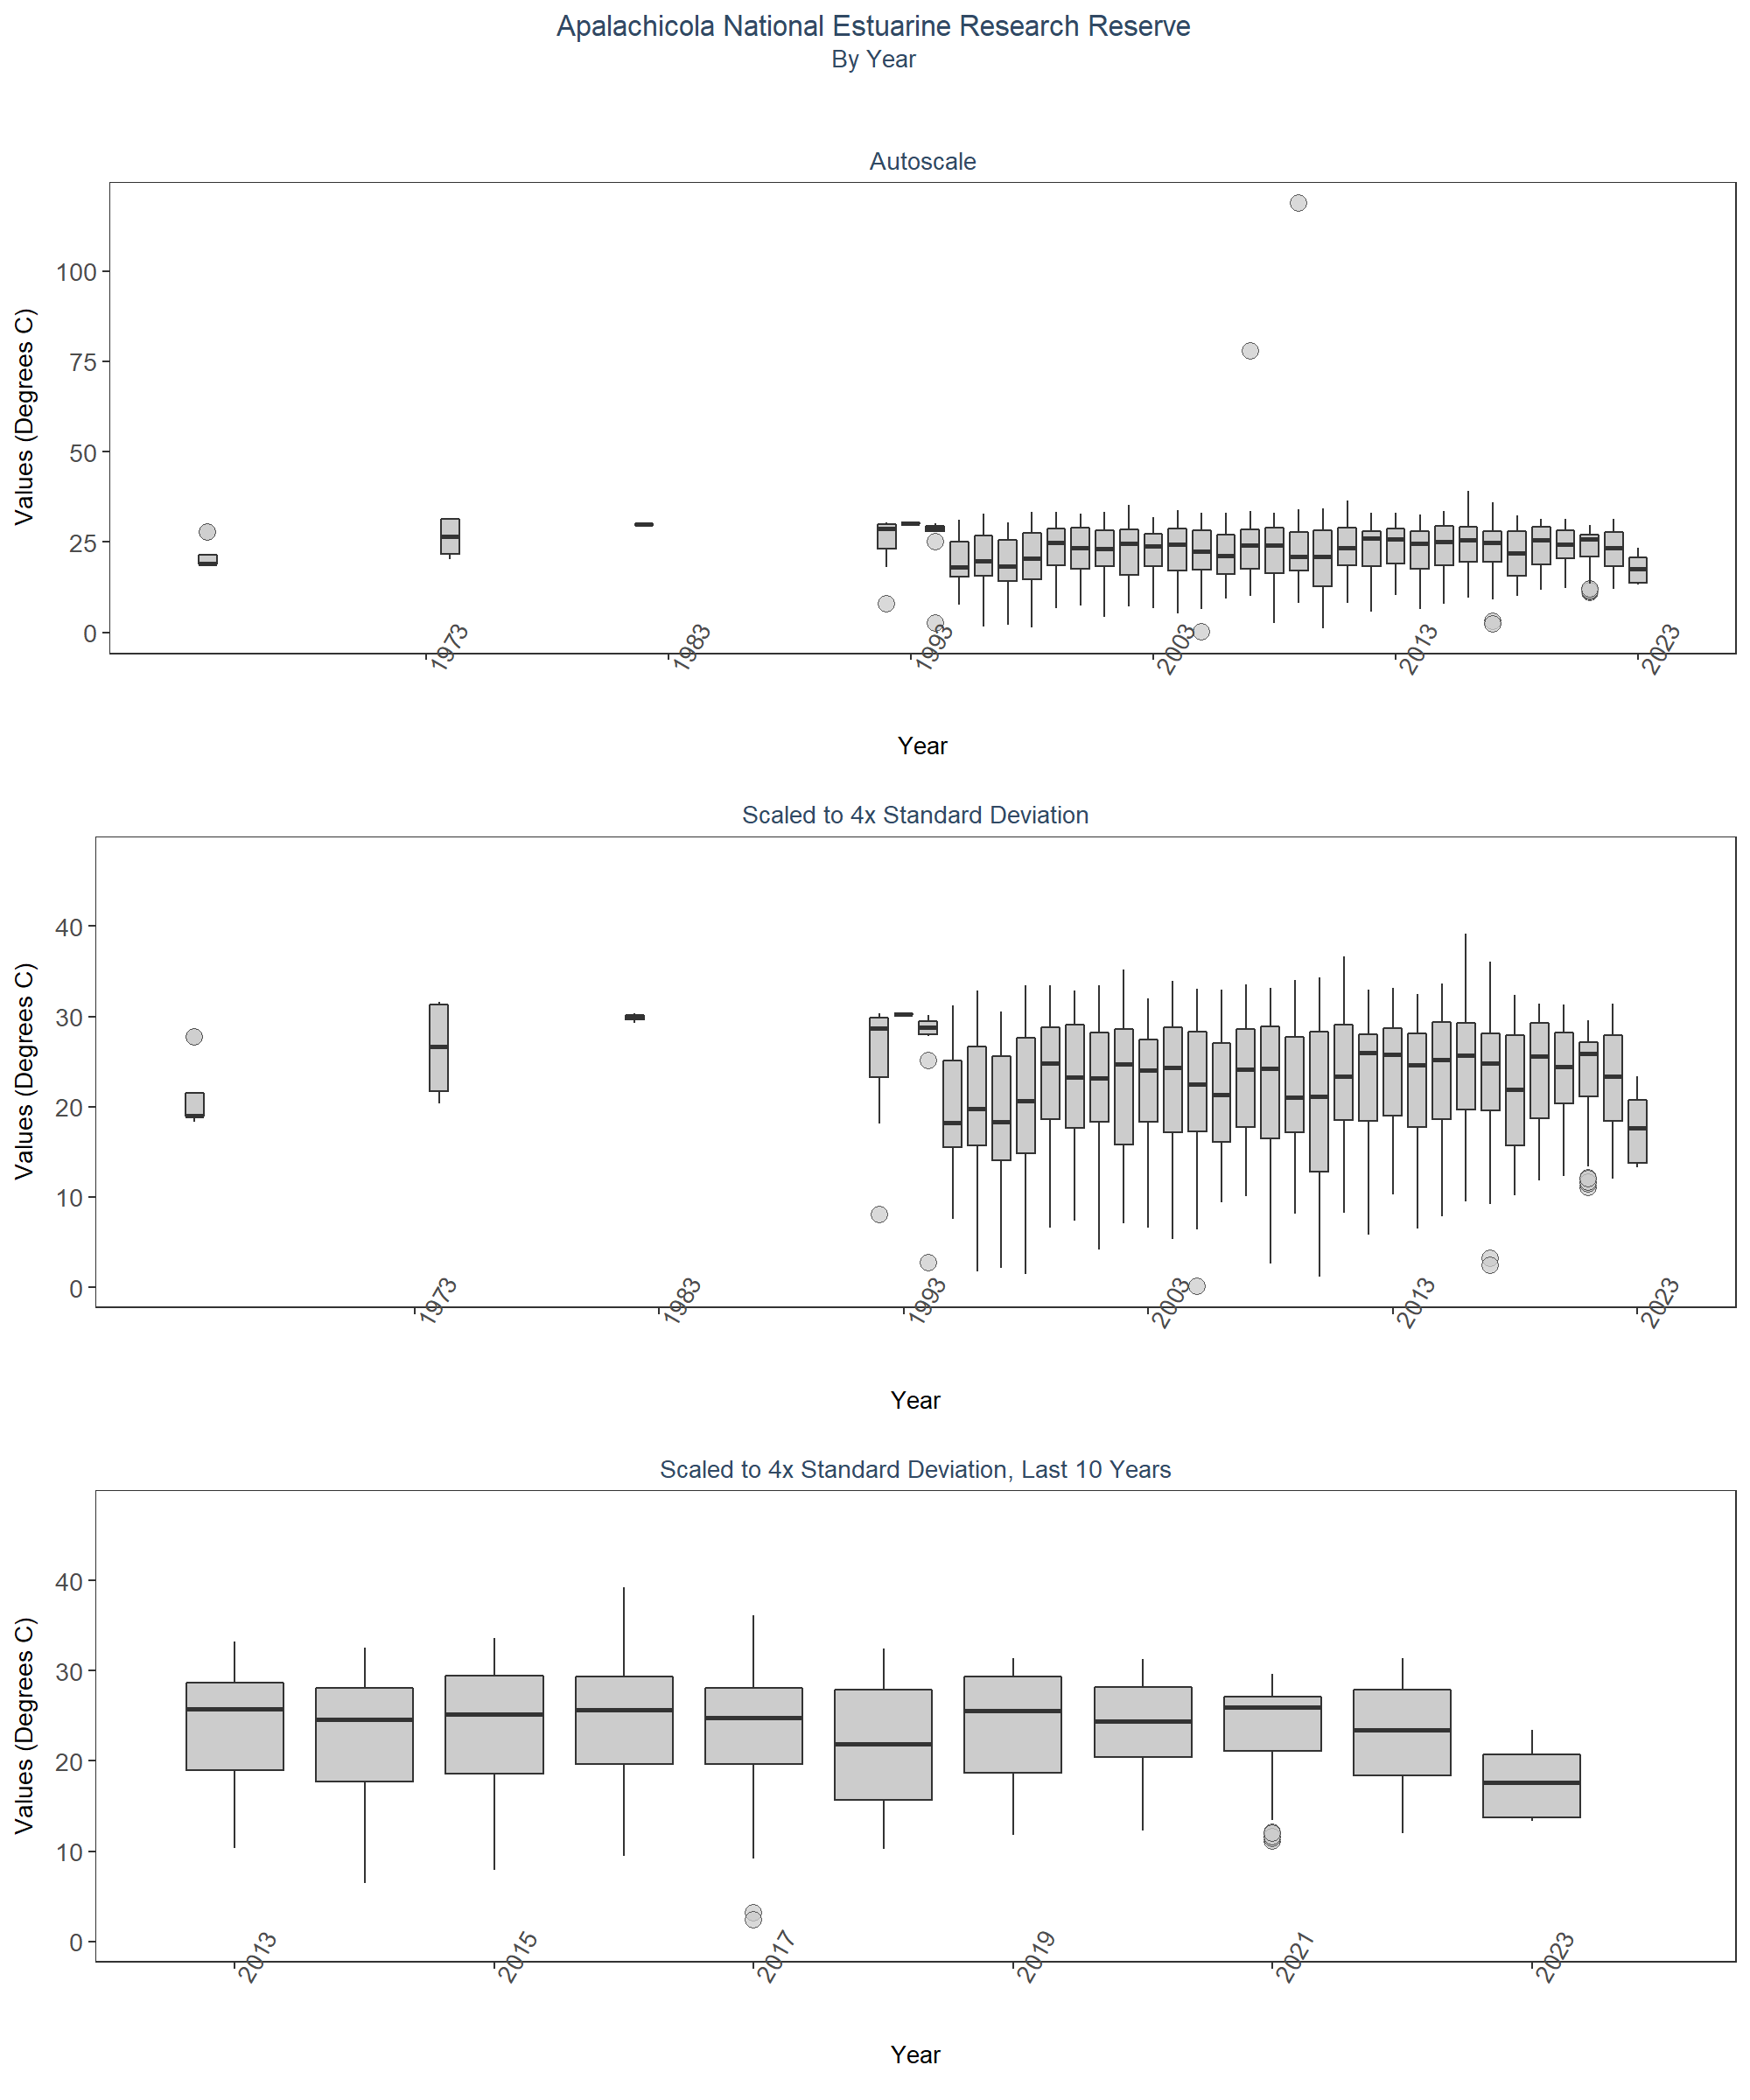 Apalachicola National Estuarine Research Reserve
By Year
Autoscale
Values (Degrees C)
100
75
50
25
0
1973 1983 1993 2003 2013 2023
Year
Scaled to 4x Standard Deviation
Values (Degrees C)
40
30
20
10
0
1973 1983 1993 2003 2013 2023
Year
Scaled to 4x Standard Deviation, Last 10 Years
Values (Degrees C)
40
30
20
10
0
2013 2015 2017 2019 2021 2023
Year